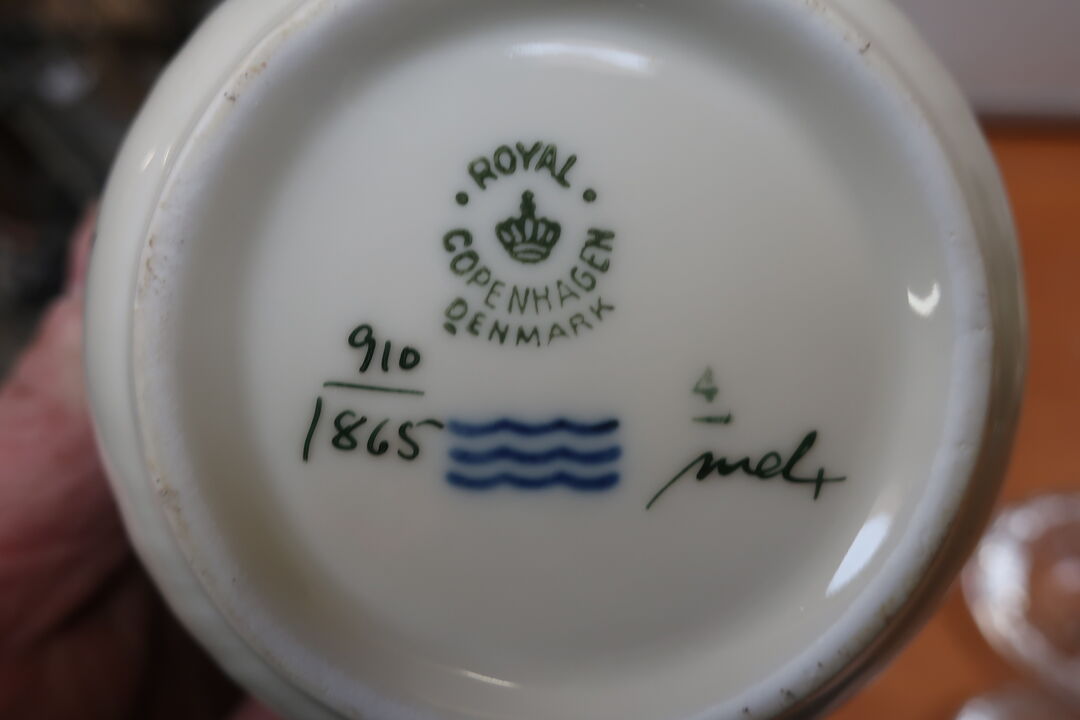 ROYAL
COPENHAGEN
DENMARK
910
1865
4